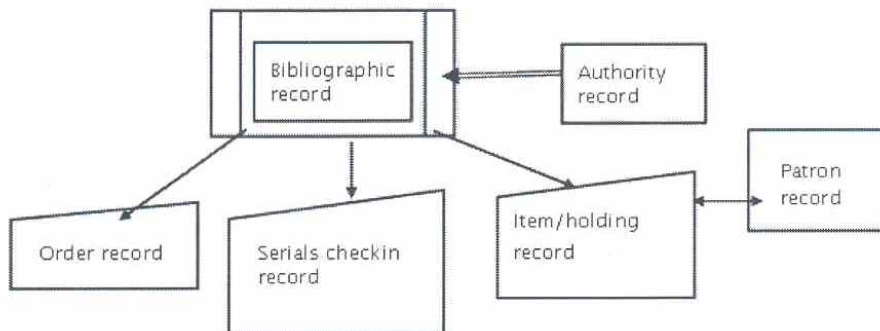 Bibliographic
record
Authority
record
Patron
record
Order record
Serials checkin
record
Item/holding
record